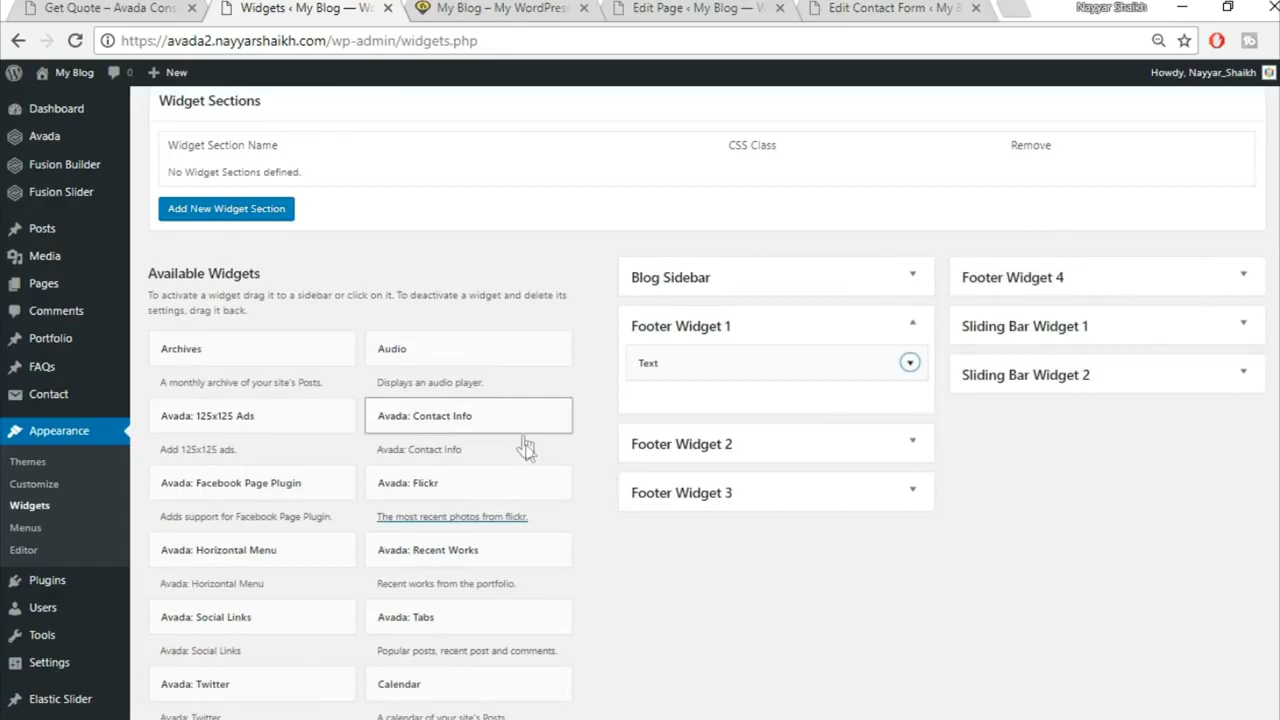 Get Quote – Avada Cons
Widgets ‹ My Blog — Wo
My Blog – My WordPress
Edit Page ‹ My Blog — W
Edit Contact Form ‹ My B
Nayyar Shaikh
https://avada2.nayyarshaikh.com/wp-admin/widgets.php
My Blog
0
New
Howdy, Nayyar_Shaikh
Dashboard
Avada
Fusion Builder
Fusion Slider
Posts
Media
Pages
Comments
Portfolio
FAQs
Contact
Appearance
Themes
Customize
Widgets
Menus
Editor
Plugins
Users
Tools
Settings
Elastic Slider
Widget Sections
Widget Section Name CSS Class Remove
No Widget Sections defined.
Add New Widget Section
Available Widgets
To activate a widget drag it to a sidebar or click on it. To deactivate a widget and delete its
settings, drag it back.
Archives
A monthly archive of your site's Posts.
Audio
Displays an audio player.
Avada: 125x125 Ads
Add 125x125 ads.
Avada: Contact Info
Avada: Contact Info
Avada: Facebook Page Plugin
Adds support for Facebook Page Plugin.
Avada: Flickr
The most recent photos from flickr.
Avada: Horizontal Menu
Avada: Horizontal Menu
Avada: Recent Works
Recent works from the portfolio.
Avada: Social Links
Avada: Social Links
Avada: Tabs
Popular posts, recent post and comments.
Avada: Twitter
Avada: Twitter
Calendar
A calendar of your site's Posts.
Blog Sidebar
Footer Widget 1
Text
Footer Widget 2
Footer Widget 3
Footer Widget 4
Sliding Bar Widget 1
Sliding Bar Widget 2